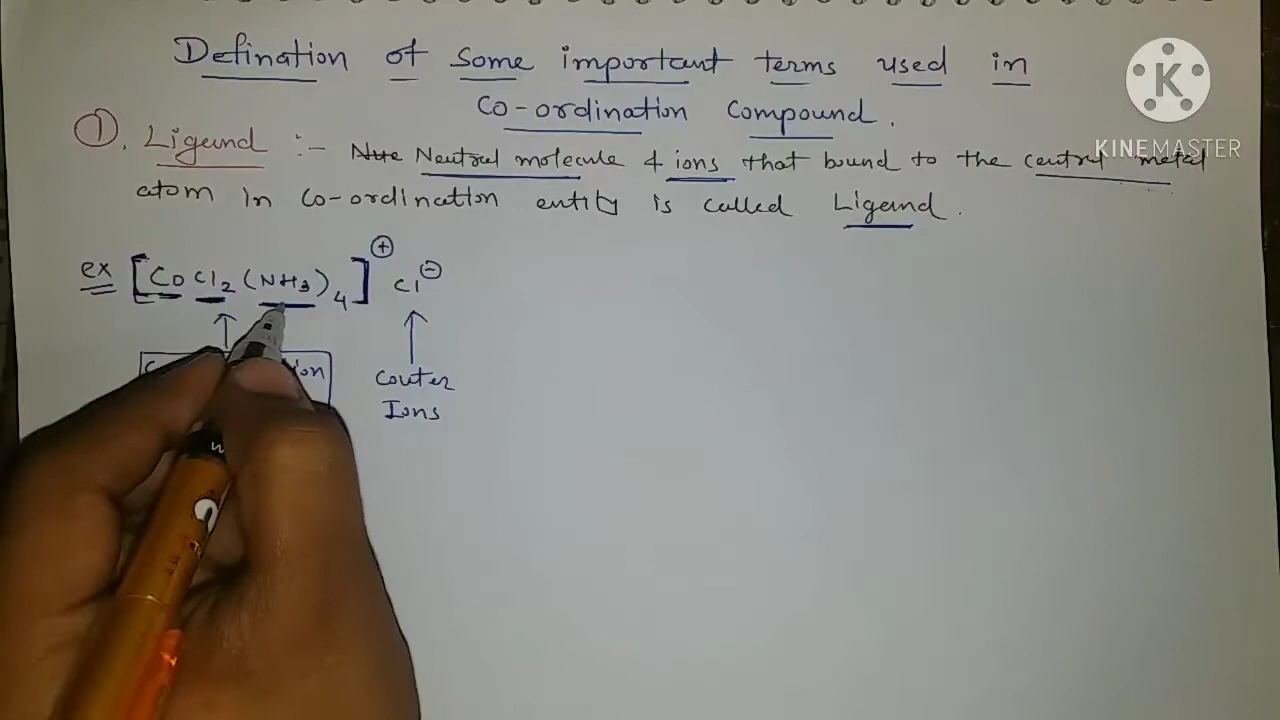 Defination of Some important terms used in
Co-ordination Compound.
①. Ligand :- Neutral molecule & ions that bound to the central metal
atom in Co-ordination entity is called Ligand.
ex [CoCl₂(NH₃)₄]⊕ Cl⊖
Couter
Ions
K
KINEMASTER